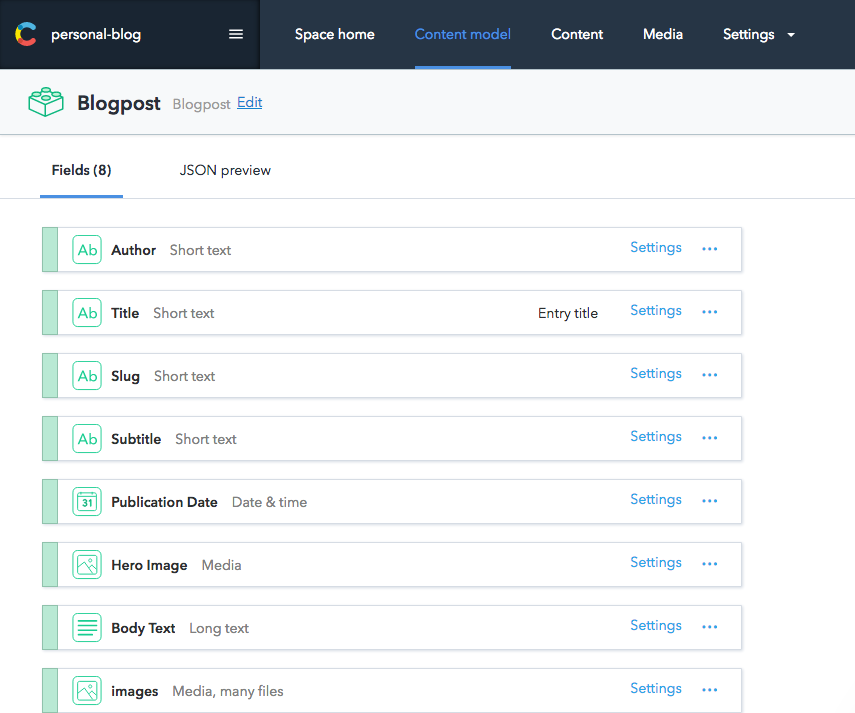 personal-blog Space home Content model Content Media Settings
Blogpost Blogpost Edit
Fields (8) JSON preview
Ab Author Short text Settings
Ab Title Short text Entry title Settings
Ab Slug Short text Settings
Ab Subtitle Short text Settings
31 Publication Date Date & time Settings
Hero Image Media Settings
Body Text Long text Settings
images Media, many files Settings